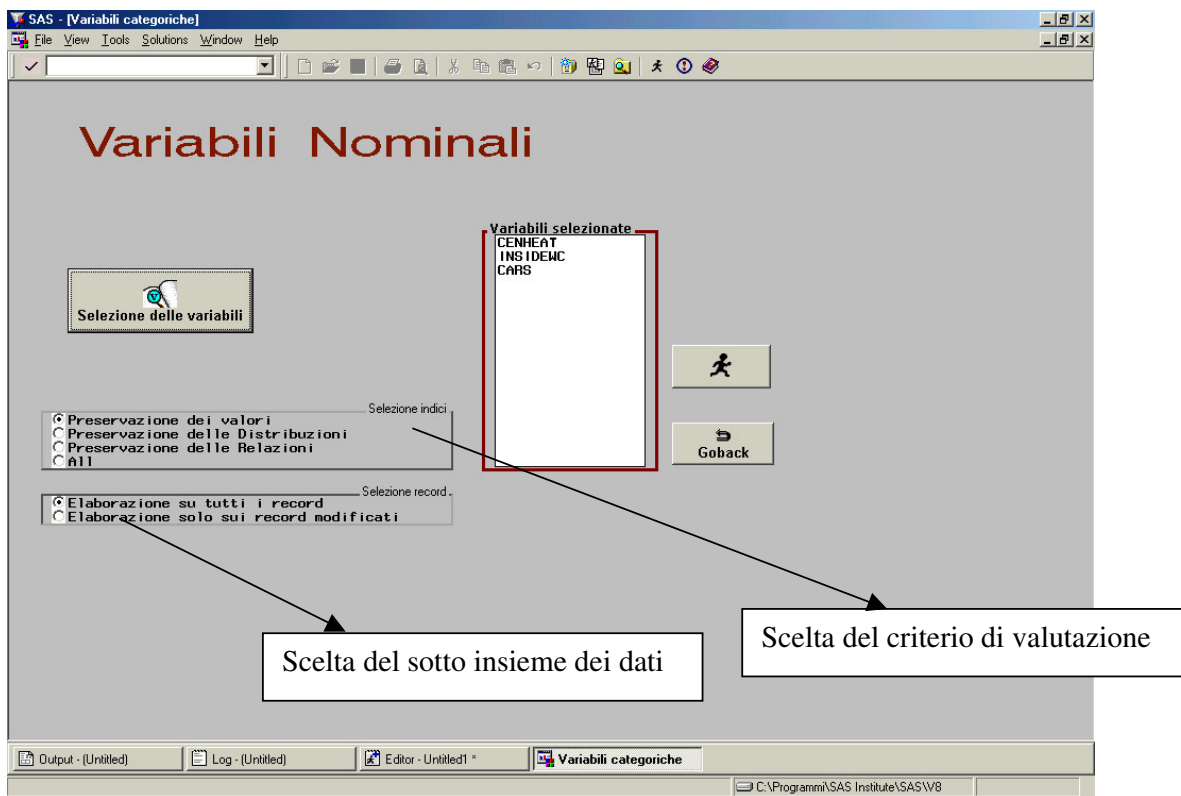 SAS - [Variabili categoriche]
File View Tools Solutions Window Help
Variabili Nominali
Variabili selezionate
CENHEAT
INSIDEWC
CARS
Selezione delle variabili
Selezione indici
Preservazione dei valori
Preservazione delle Distribuzioni
Preservazione delle Relazioni
All
Goback
Selezione record
Elaborazione su tutti i record
Elaborazione solo sui record modificati
Scelta del criterio di valutazione
Scelta del sotto insieme dei dati
Output - (Untitled) Log - (Untitled) Editor - Untitled1 * Variabili categoriche
C:\Programmi\SAS Institute\SAS\V8